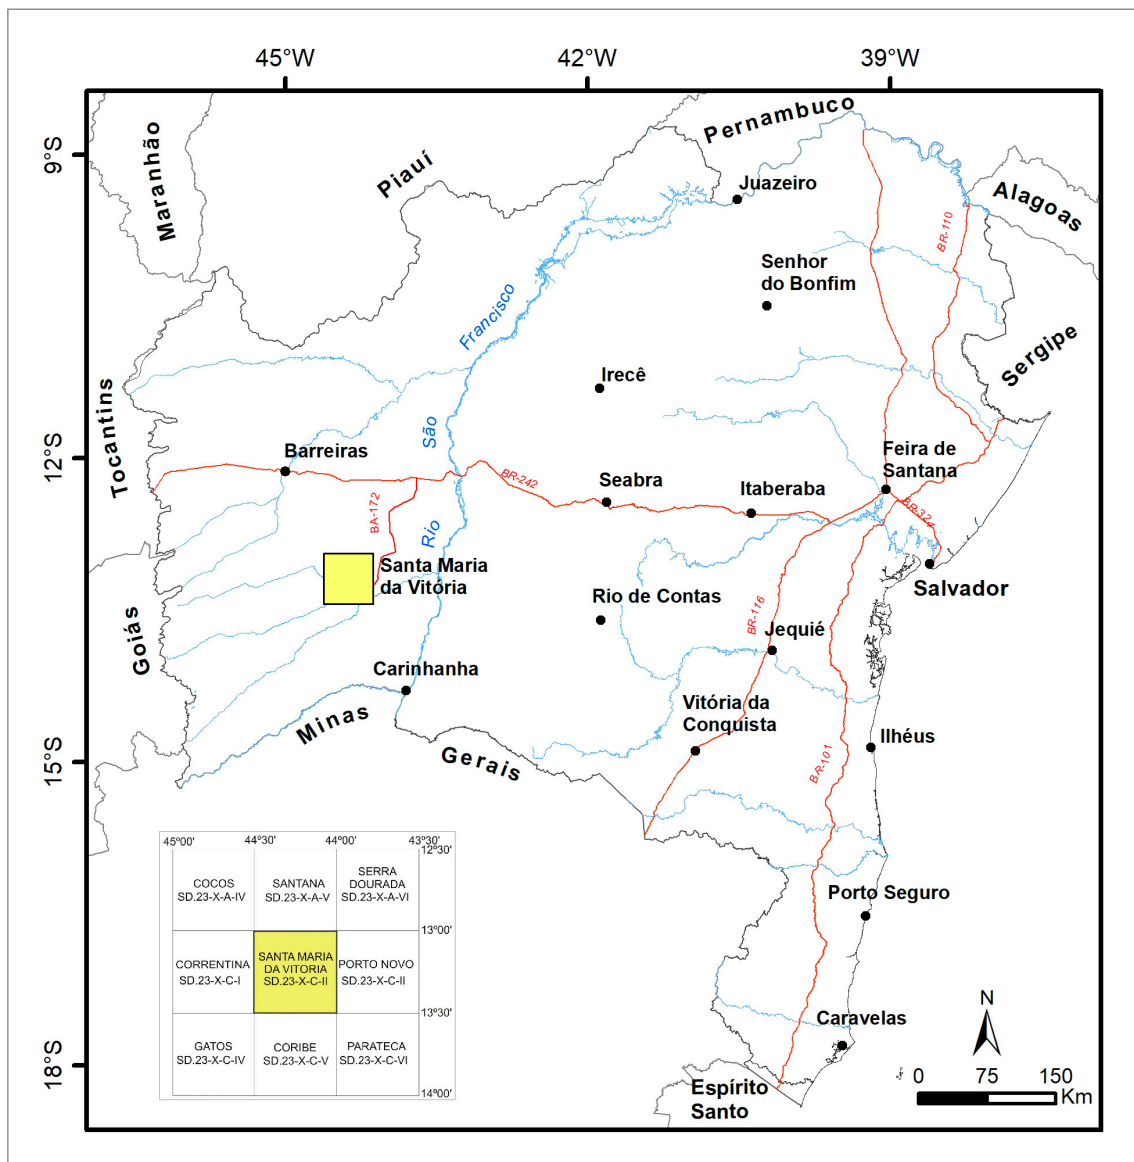 45°W
42°W
39°W
9°S
12°S
15°S
18°S
Maranhão
Piauí
Pernambuco
Alagoas
Sergipe
Tocantins
Goiás
Minas
Gerais
Espírito
Santo
Juazeiro
Senhor
do Bonfim
Irecê
Barreiras
Seabra
Itaberaba
Feira de
Santana
Santa Maria
da Vitória
Rio de Contas
Salvador
Jequié
Carinhanha
Vitória da
Conquista
Ilhéus
Porto Seguro
Caravelas
Rio
São
Francisco
BR-110
BR-242
BA-172
BR-324
BR-116
BR-101
45°00'
44°30'
44°00'
43°30'
12°30'
13°00'
13°30'
14°00'
COCOS
SD.23-X-A-IV
SANTANA
SD.23-X-A-V
SERRA
DOURADA
SD.23-X-A-VI
CORRENTINA
SD.23-X-C-I
SANTA MARIA
DA VITORIA
SD.23-X-C-II
PORTO NOVO
SD.23-X-C-II
GATOS
SD.23-X-C-IV
CORIBE
SD.23-X-C-V
PARATECA
SD.23-X-C-VI
N
0 75 150
Km